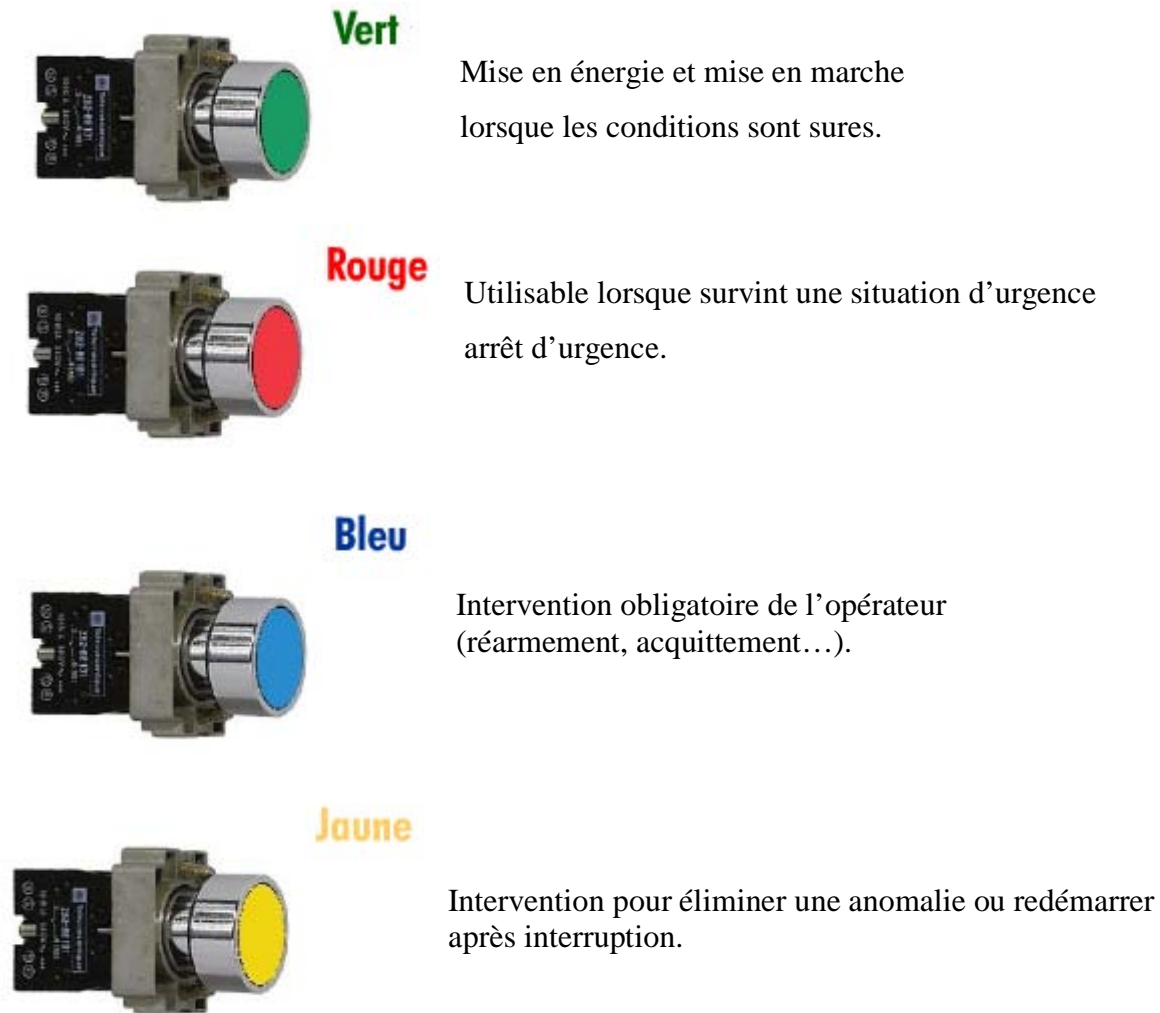 Vert
Mise en énergie et mise en marche
lorsque les conditions sont sures.
Rouge
Utilisable lorsque survint une situation d’urgence
arrêt d’urgence.
Bleu
Intervention obligatoire de l’opérateur
(réarmement, acquittement…).
Jaune
Intervention pour éliminer une anomalie ou redémarrer
après interruption.